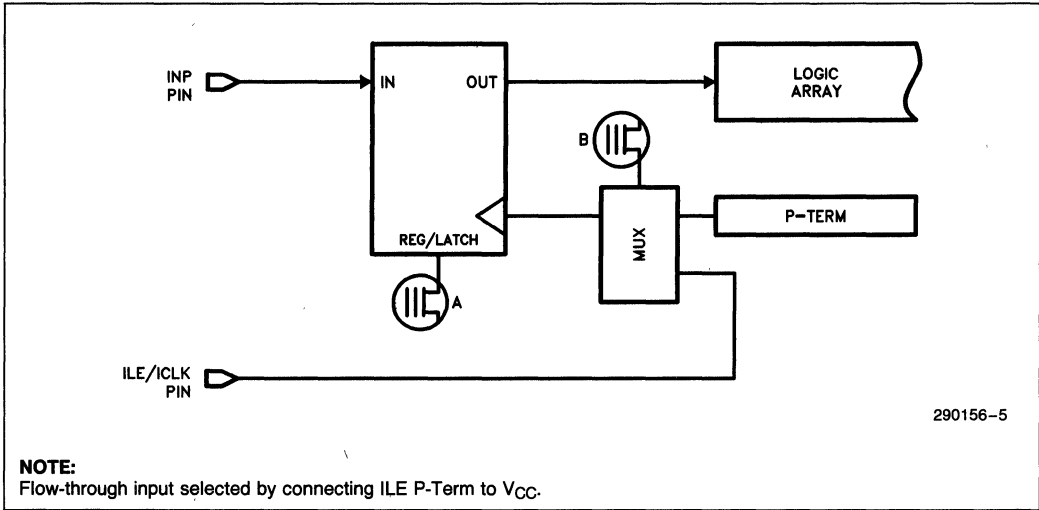 INP
PIN
IN
OUT
LOGIC
ARRAY
B
REG/LATCH
MUX
P-TERM
A
ILE/ICLK
PIN
290156-5
NOTE:
Flow-through input selected by connecting ILE P-Term to VCC.